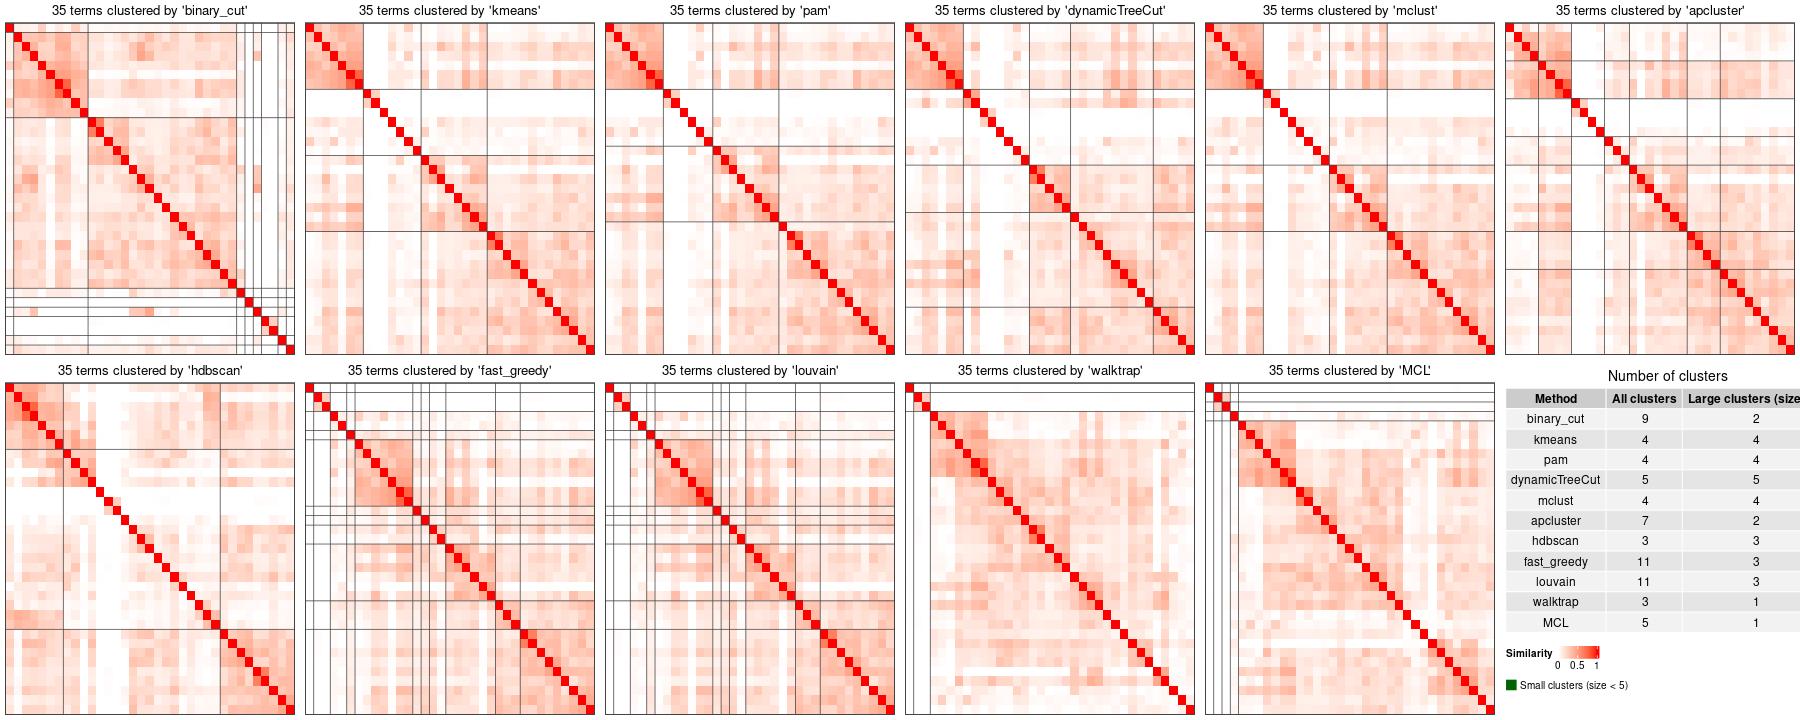 35 terms clustered by 'binary_cut'
35 terms clustered by 'kmeans'
35 terms clustered by 'pam'
35 terms clustered by 'dynamicTreeCut'
35 terms clustered by 'mclust'
35 terms clustered by 'apcluster'
35 terms clustered by 'hdbscan'
35 terms clustered by 'fast_greedy'
35 terms clustered by 'louvain'
35 terms clustered by 'walktrap'
35 terms clustered by 'MCL'
Number of clusters
Method All clusters Large clusters (size
binary_cut 9 2
kmeans 4 4
pam 4 4
dynamicTreeCut 5 5
mclust 4 4
apcluster 7 2
hdbscan 3 3
fast_greedy 11 3
louvain 11 3
walktrap 3 1
MCL 5 1
Similarity
0 0.5 1
Small clusters (size < 5)